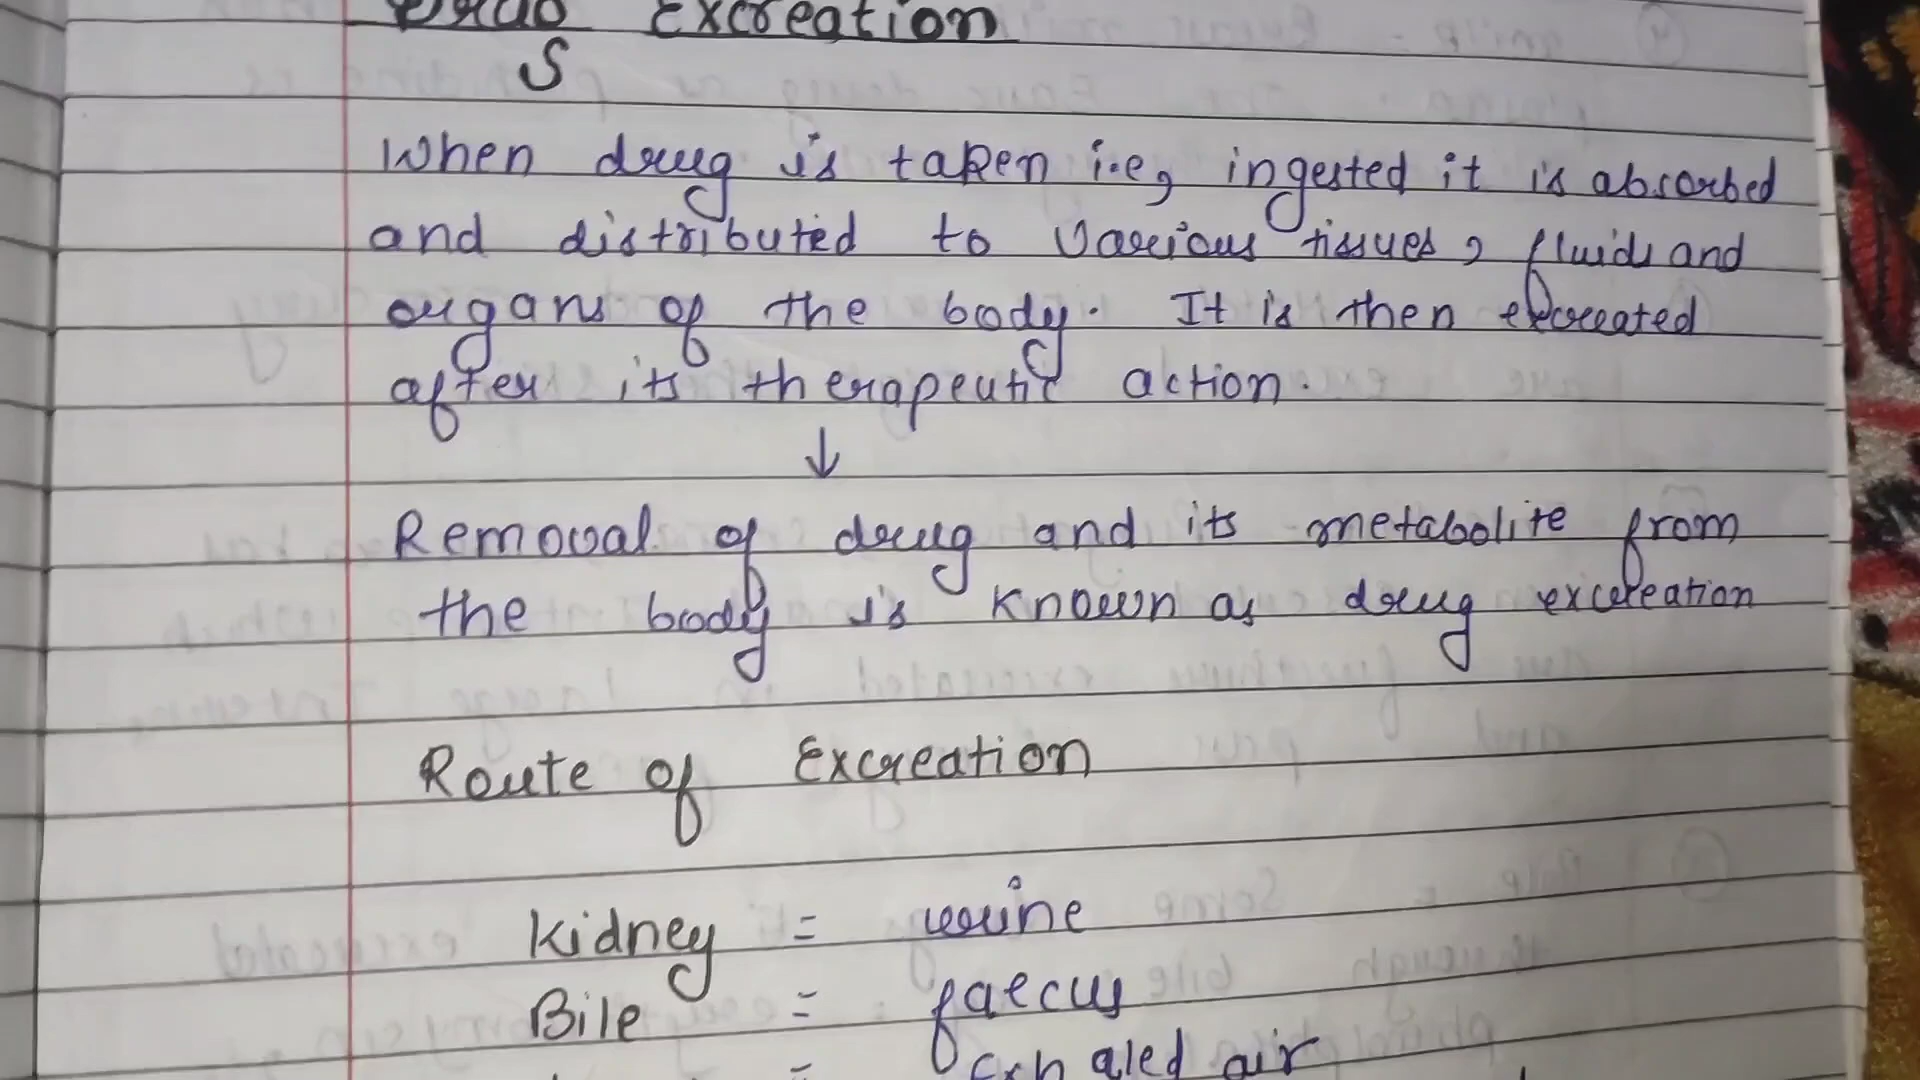 Drug Excreation
When drug is taken i.e, ingested it is absorbed
and distributed to various tissues, fluids and
organs of the body. It is then excreated
after its therapeutic action.
↓
Removal of drug and its metabolite from
the body is known as drug excreation
Route of Excreation
Kidney = urine
Bile = faecus
= Exhaled air